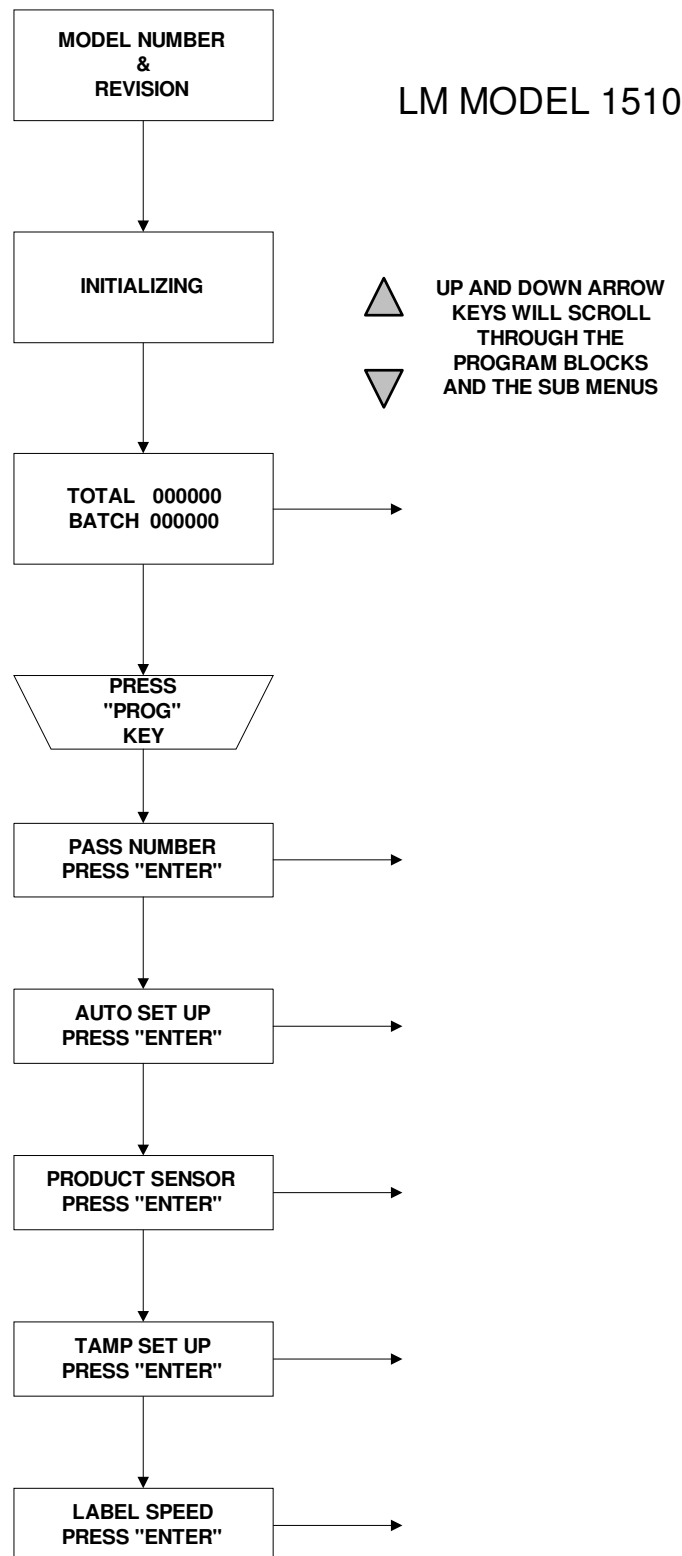 MODEL NUMBER
&
REVISION
LM MODEL 1510
INITIALIZING
UP AND DOWN ARROW
KEYS WILL SCROLL
THROUGH THE
PROGRAM BLOCKS
AND THE SUB MENUS
TOTAL 000000
BATCH 000000
PRESS
"PROG"
KEY
PASS NUMBER
PRESS "ENTER"
AUTO SET UP
PRESS "ENTER"
PRODUCT SENSOR
PRESS "ENTER"
TAMP SET UP
PRESS "ENTER"
LABEL SPEED
PRESS "ENTER"